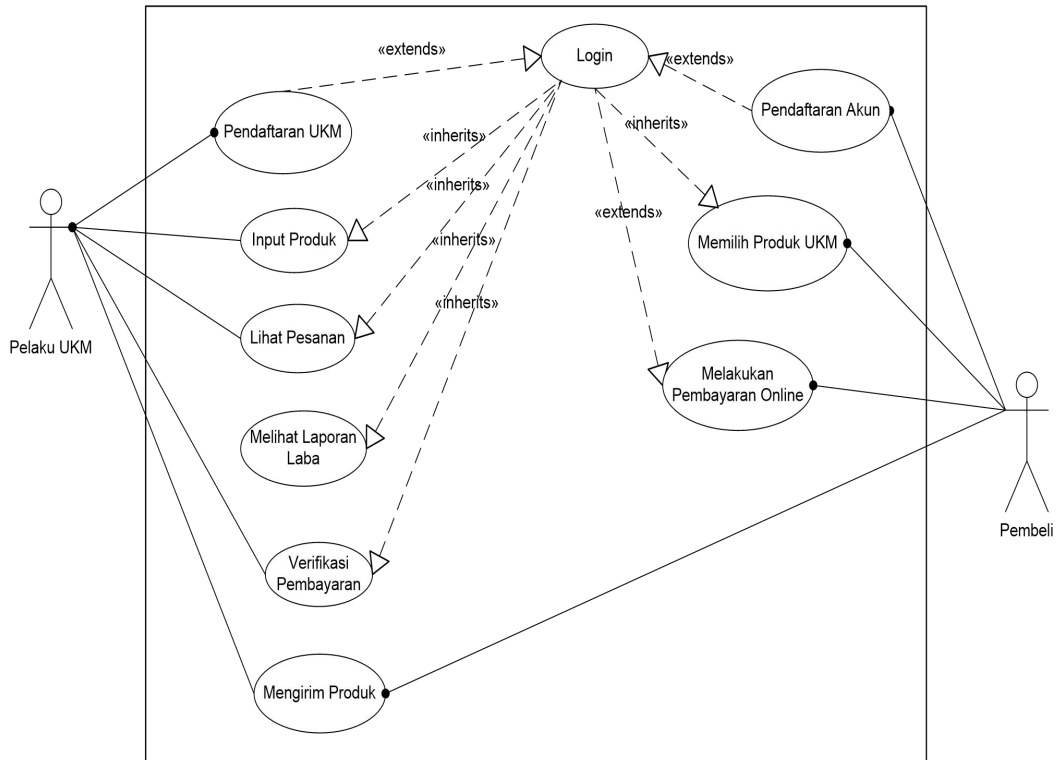 Login
«extends»
«extends»
Pendaftaran UKM
Pendaftaran Akun
«inherits»
«inherits»
«inherits»
«extends»
Input Produk
«inherits»
Memilih Produk UKM
«inherits»
Lihat Pesanan
Pelaku UKM
Melakukan
Pembayaran Online
Melihat Laporan
Laba
Pembeli
Verifikasi
Pembayaran
Mengirim Produk